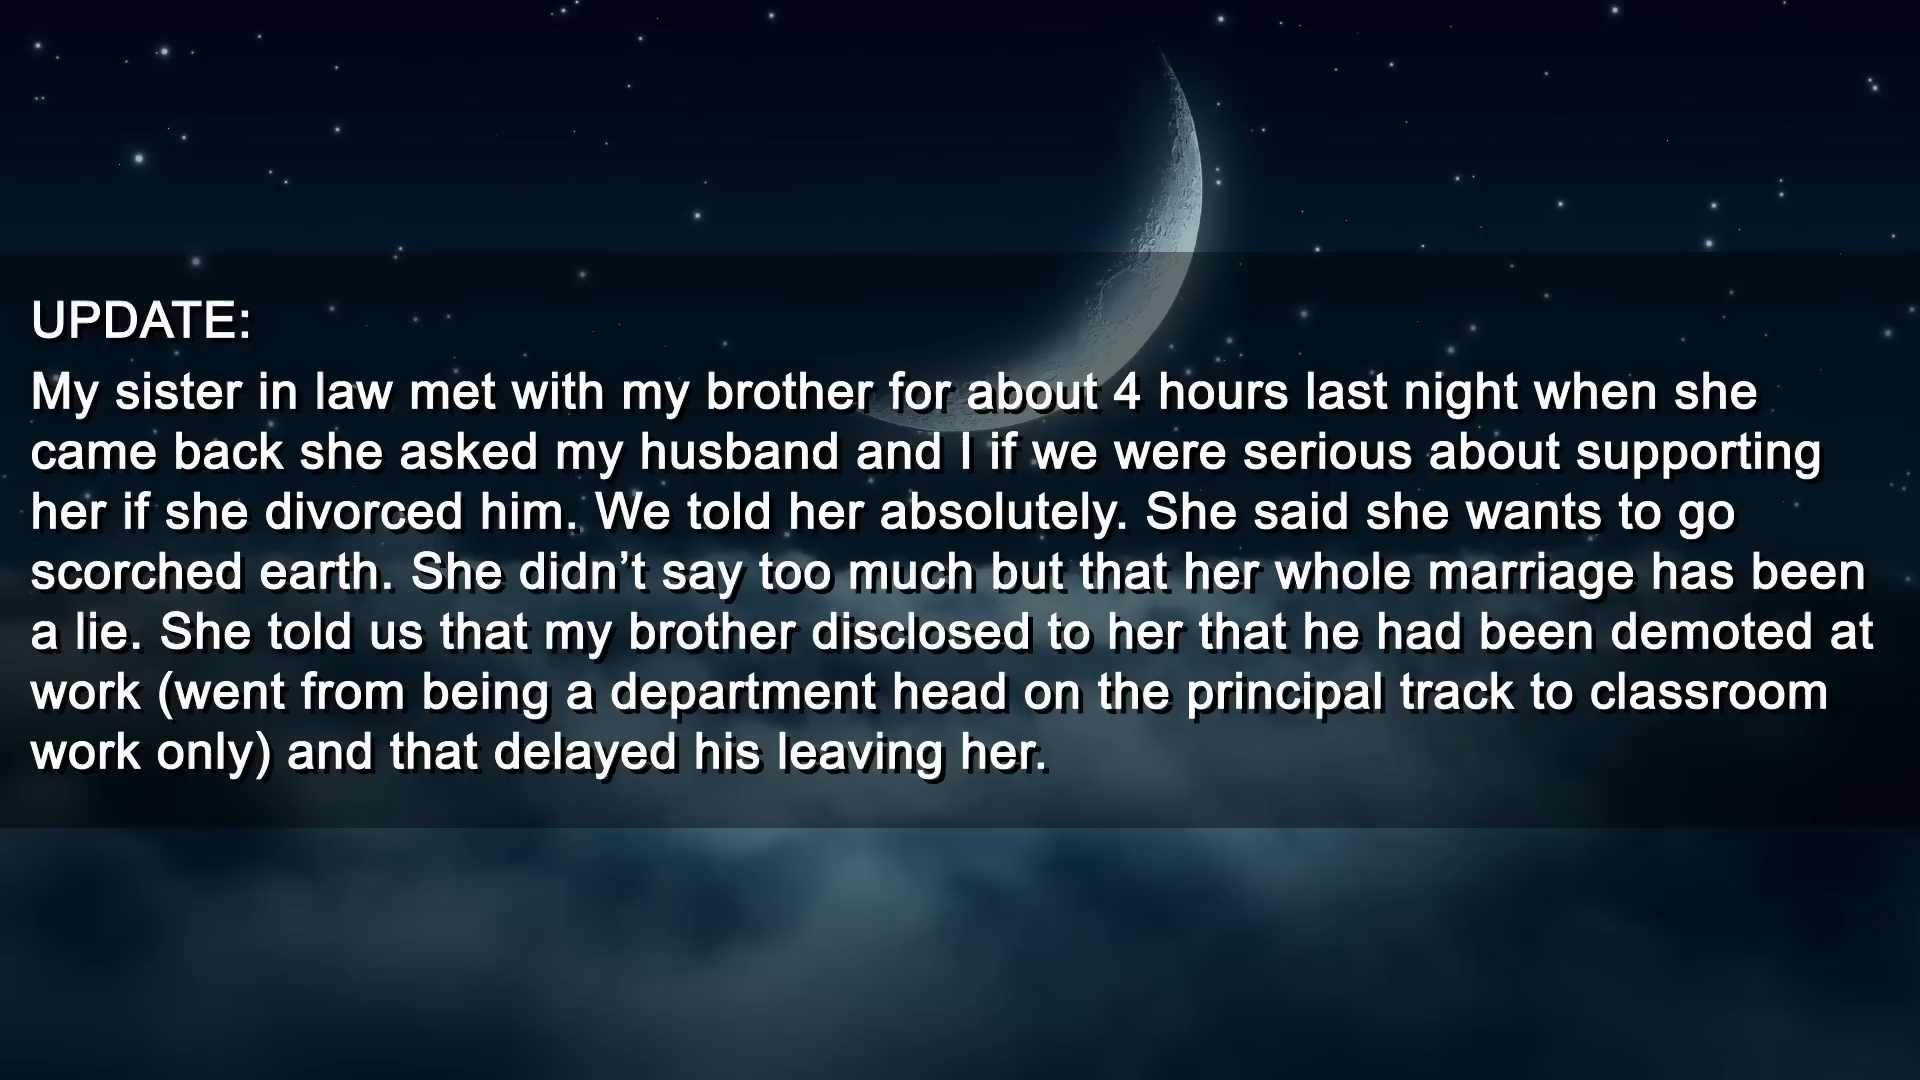 UPDATE:
My sister in law met with my brother for about 4 hours last night when she
came back she asked my husband and I if we were serious about supporting
her if she divorced him. We told her absolutely. She said she wants to go
scorched earth. She didn’t say too much but that her whole marriage has been
a lie. She told us that my brother disclosed to her that he had been demoted at
work (went from being a department head on the principal track to classroom
work only) and that delayed his leaving her.